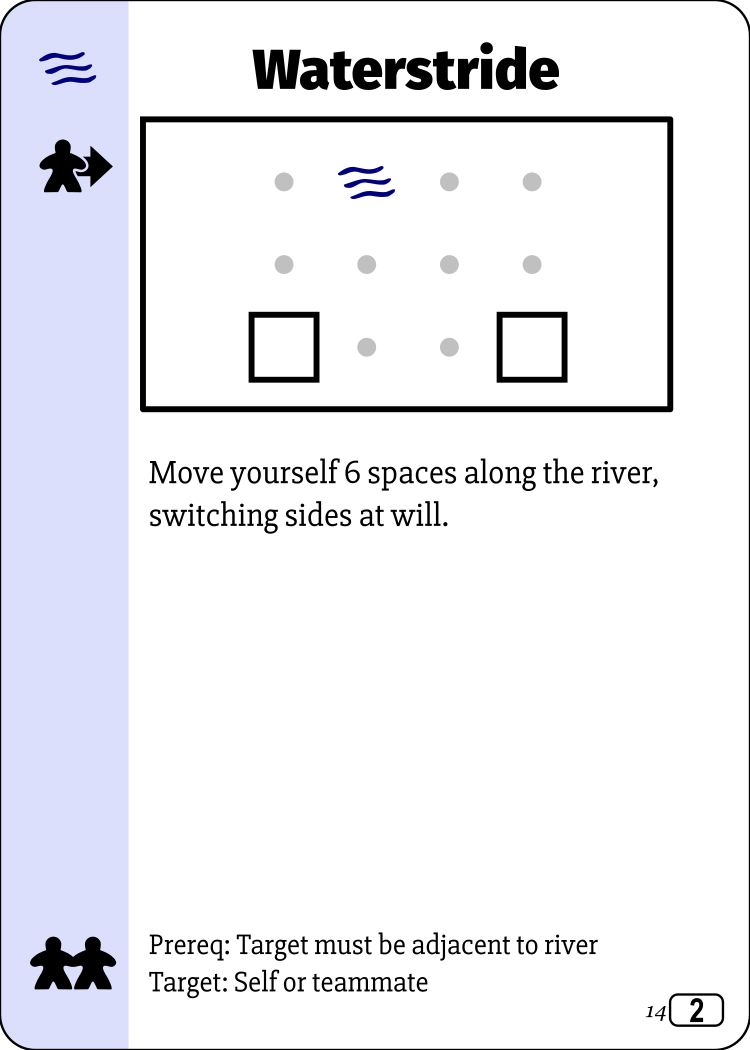 Waterstride
Move yourself 6 spaces along the river,
switching sides at will.
Prereq: Target must be adjacent to river
Target: Self or teammate
14 2